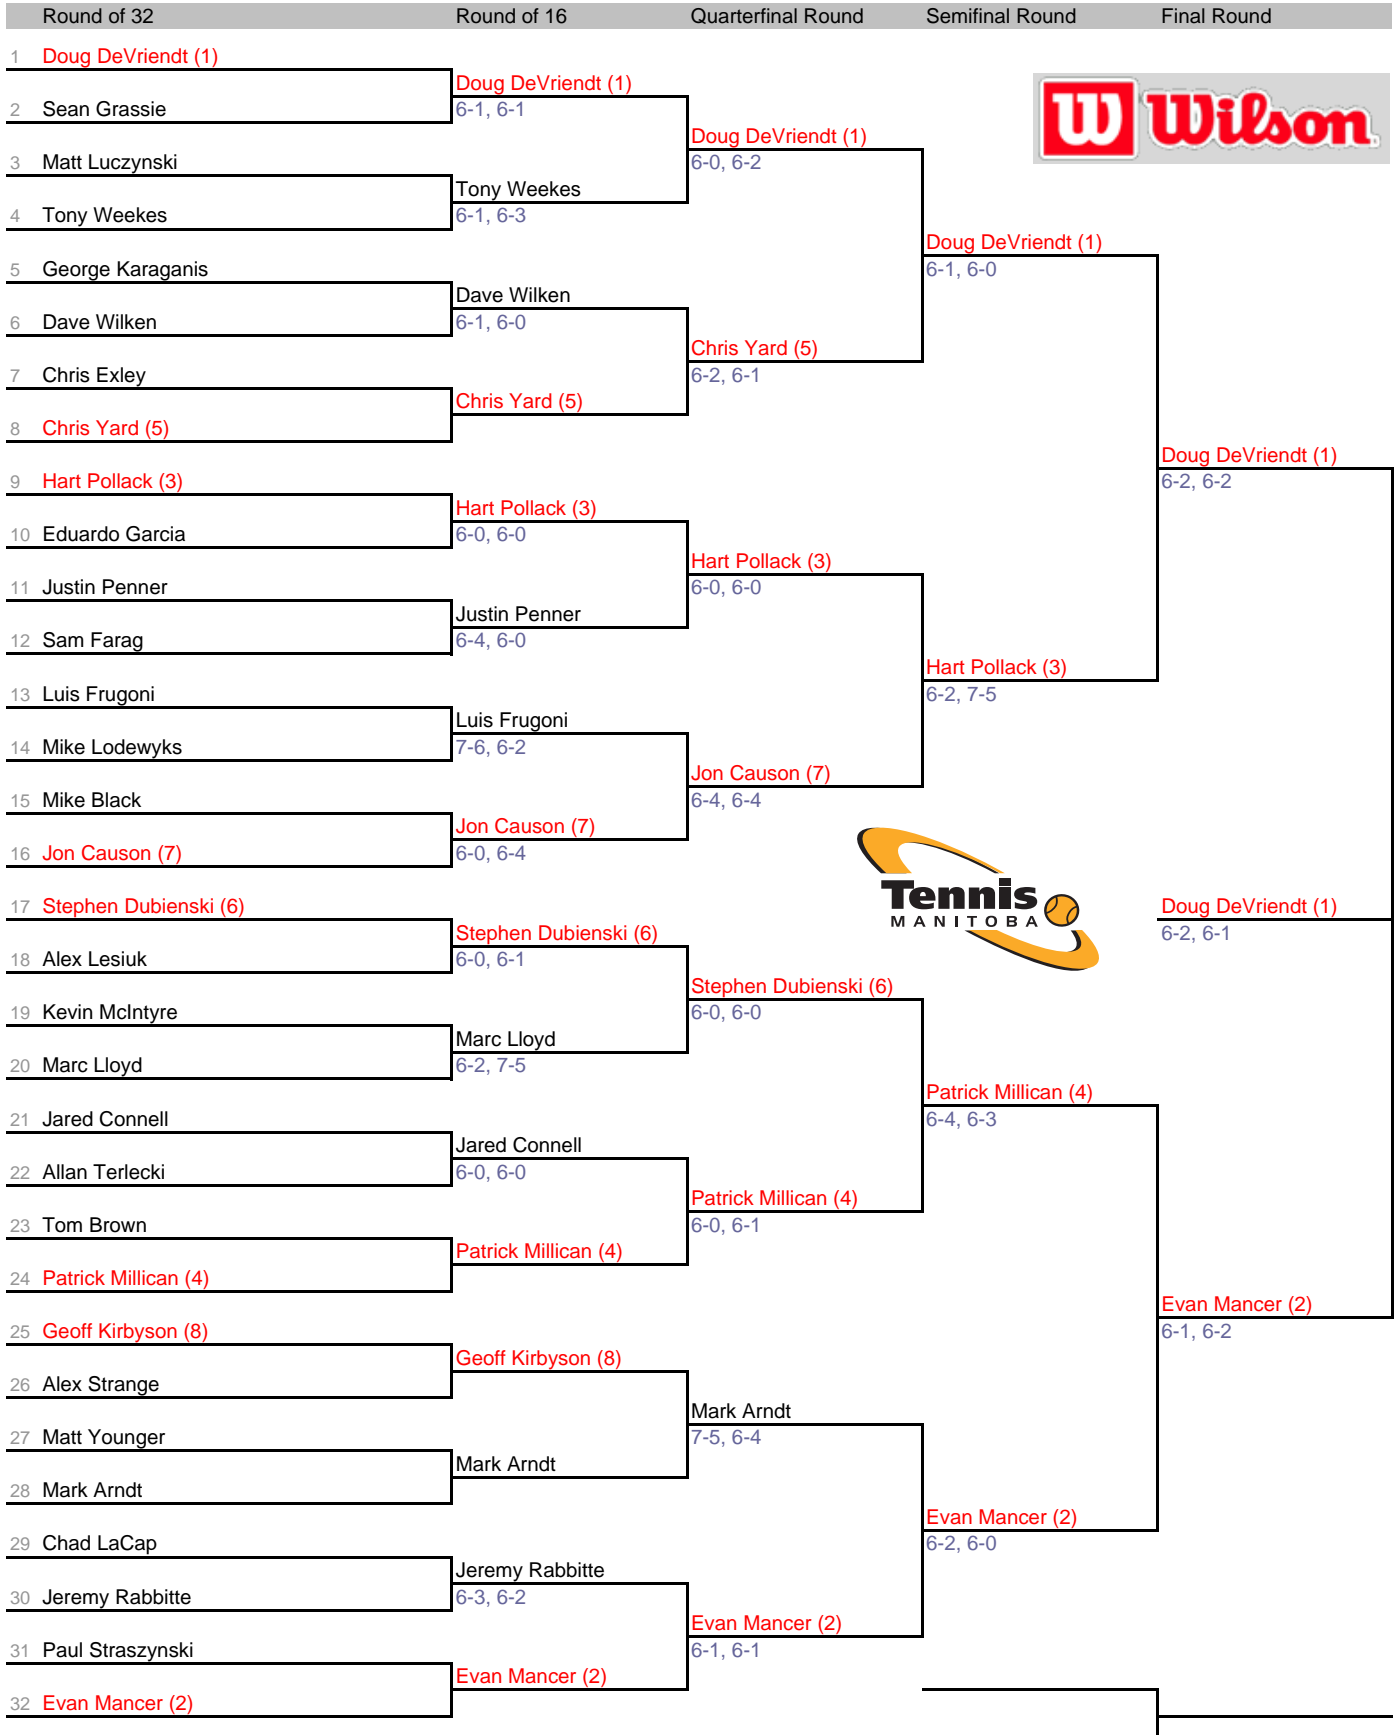 Round of 32 Round of 16 Quarterfinal Round Semifinal Round Final Round
1 Doug DeVriendt (1)
Doug DeVriendt (1)
2 Sean Grassie
6-1, 6-1
W Wilson
Doug DeVriendt (1)
3 Matt Luczynski
6-0, 6-2
Tony Weekes
4 Tony Weekes
6-1, 6-3
Doug DeVriendt (1)
5 George Karaganis
6-1, 6-0
Dave Wilken
6 Dave Wilken
6-1, 6-0
Chris Yard (5)
7 Chris Exley
6-2, 6-1
Chris Yard (5)
8 Chris Yard (5)
Doug DeVriendt (1)
9 Hart Pollack (3)
6-2, 6-2
Hart Pollack (3)
10 Eduardo Garcia
6-0, 6-0
Hart Pollack (3)
11 Justin Penner
6-0, 6-0
Justin Penner
12 Sam Farag
6-4, 6-0
Hart Pollack (3)
13 Luis Frugoni
6-2, 7-5
Luis Frugoni
14 Mike Lodewyks
7-6, 6-2
Jon Causon (7)
15 Mike Black
6-4, 6-4
Jon Causon (7)
16 Jon Causon (7)
6-0, 6-4
Tennis
MANITOBA
17 Stephen Dubienski (6)
Doug DeVriendt (1)
Stephen Dubienski (6)
6-2, 6-1
18 Alex Lesiuk
6-0, 6-1
Stephen Dubienski (6)
19 Kevin McIntyre
6-0, 6-0
Marc Lloyd
20 Marc Lloyd
6-2, 7-5
Patrick Millican (4)
21 Jared Connell
6-4, 6-3
Jared Connell
22 Allan Terlecki
6-0, 6-0
Patrick Millican (4)
23 Tom Brown
6-0, 6-1
Patrick Millican (4)
24 Patrick Millican (4)
Evan Mancer (2)
25 Geoff Kirbyson (8)
6-1, 6-2
Geoff Kirbyson (8)
26 Alex Strange
Mark Arndt
27 Matt Younger
7-5, 6-4
Mark Arndt
28 Mark Arndt
Evan Mancer (2)
29 Chad LaCap
6-2, 6-0
Jeremy Rabbitte
30 Jeremy Rabbitte
6-3, 6-2
Evan Mancer (2)
31 Paul Straszynski
6-1, 6-1
Evan Mancer (2)
32 Evan Mancer (2)